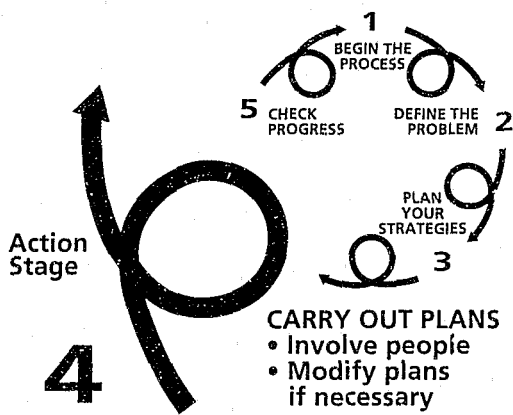 1
BEGIN THE
PROCESS
5 CHECK
PROGRESS
DEFINE THE
PROBLEM 2
PLAN
YOUR
STRATEGIES
3
Action
Stage
4
CARRY OUT PLANS
• Involve people
• Modify plans
if necessary